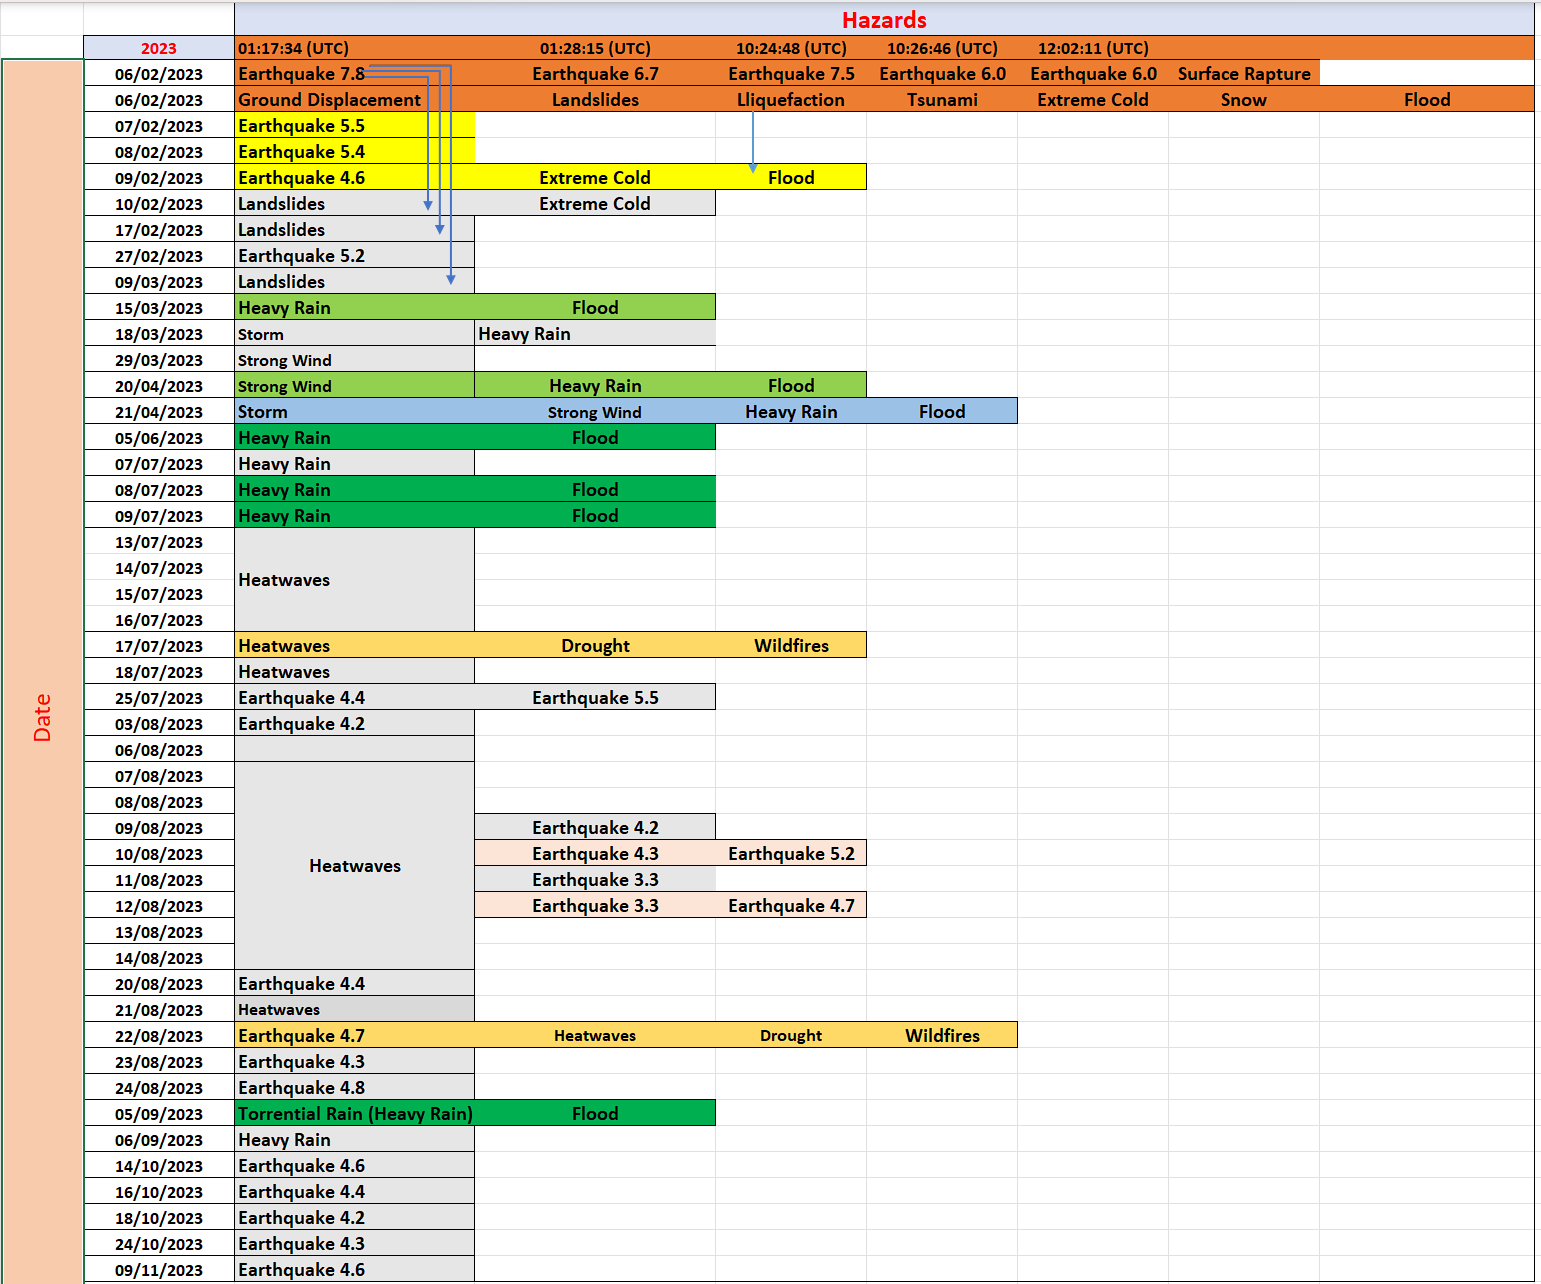 Hazards
2023 01:17:34 (UTC) 01:28:15 (UTC) 10:24:48 (UTC) 10:26:46 (UTC) 12:02:11 (UTC)
06/02/2023 Earthquake 7.8 Earthquake 6.7 Earthquake 7.5 Earthquake 6.0 Earthquake 6.0 Surface Rapture
06/02/2023 Ground Displacement Landslides Lliquefaction Tsunami Extreme Cold Snow Flood
07/02/2023 Earthquake 5.5
08/02/2023 Earthquake 5.4
09/02/2023 Earthquake 4.6 Extreme Cold Flood
10/02/2023 Landslides Extreme Cold
17/02/2023 Landslides
27/02/2023 Earthquake 5.2
09/03/2023 Landslides
15/03/2023 Heavy Rain Flood
18/03/2023 Storm Heavy Rain
29/03/2023 Strong Wind
20/04/2023 Strong Wind Heavy Rain Flood
21/04/2023 Storm Strong Wind Heavy Rain Flood
05/06/2023 Heavy Rain Flood
07/07/2023 Heavy Rain
08/07/2023 Heavy Rain Flood
09/07/2023 Heavy Rain Flood
13/07/2023
14/07/2023
Heatwaves
15/07/2023
16/07/2023
17/07/2023 Heatwaves Drought Wildfires
18/07/2023 Heatwaves
25/07/2023 Earthquake 4.4 Earthquake 5.5
Date
03/08/2023 Earthquake 4.2
06/08/2023
07/08/2023
08/08/2023
09/08/2023 Earthquake 4.2
10/08/2023 Earthquake 4.3 Earthquake 5.2
Heatwaves
11/08/2023 Earthquake 3.3
12/08/2023 Earthquake 3.3 Earthquake 4.7
13/08/2023
14/08/2023
20/08/2023 Earthquake 4.4
21/08/2023 Heatwaves
22/08/2023 Earthquake 4.7 Heatwaves Drought Wildfires
23/08/2023 Earthquake 4.3
24/08/2023 Earthquake 4.8
05/09/2023 Torrential Rain (Heavy Rain) Flood
06/09/2023 Heavy Rain
14/10/2023 Earthquake 4.6
16/10/2023 Earthquake 4.4
18/10/2023 Earthquake 4.2
24/10/2023 Earthquake 4.3
09/11/2023 Earthquake 4.6